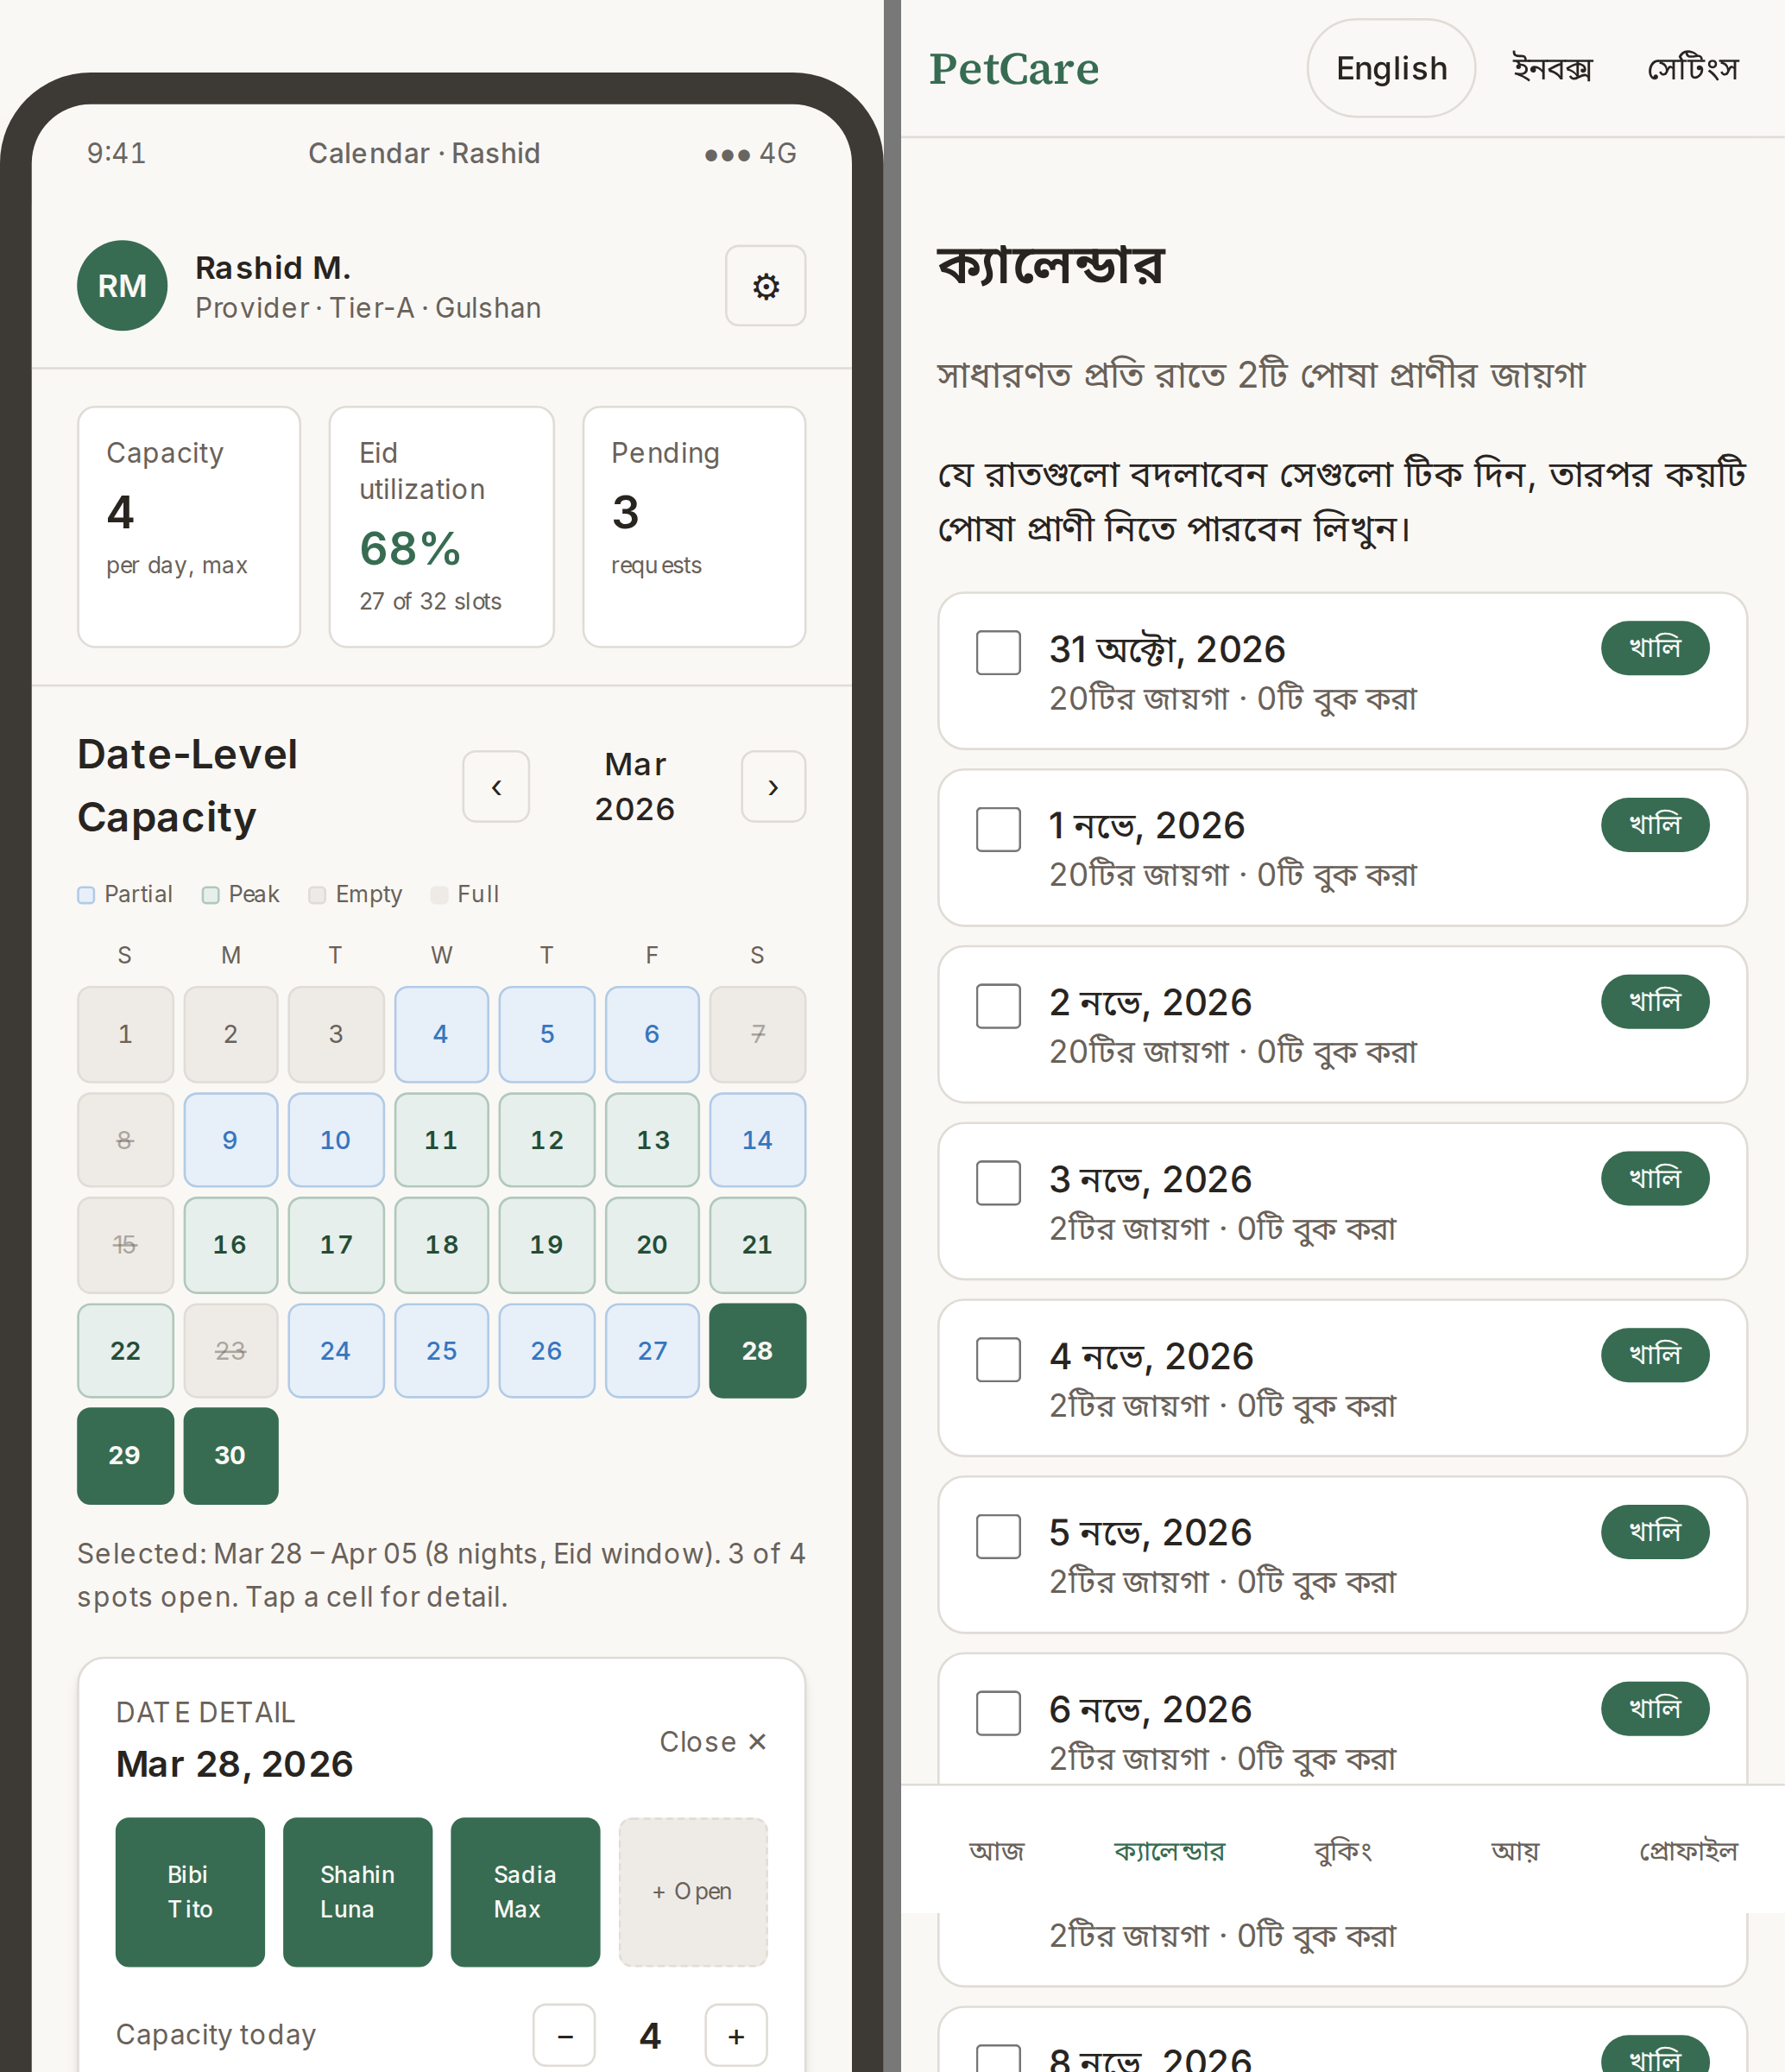 9:41
Calendar · Rashid
●●● 4G
RM
Rashid M.
Provider · Tier-A · Gulshan
⚙
Capacity
4
per day, max
Eid
utilization
68%
27 of 32 slots
Pending
3
requests
Date-Level
Capacity
‹
Mar
2026
›
Partial
Peak
Empty
Full
S M T W T F S
1 2 3 4 5 6 7
8 9 10 11 12 13 14
15 16 17 18 19 20 21
22 23 24 25 26 27 28
29 30
Selected: Mar 28 – Apr 05 (8 nights, Eid window). 3 of 4
spots open. Tap a cell for detail.
DATE DETAIL
Mar 28, 2026
Close ✕
Bibi
Tito
Shahin
Luna
Sadia
Max
+ Open
Capacity today
−
4
+
PetCare
English
ইনবক্স
সেটিংস
ক্যালেন্ডার
সাধারণত প্রতি রাতে 2টি পোষা প্রাণীর জায়গা
যে রাতগুলো বদলাবেন সেগুলো টিক দিন, তারপর কয়টি
পোষা প্রাণী নিতে পারবেন লিখুন।
31 অক্টো, 2026
খালি
20টির জায়গা · 0টি বুক করা
1 নভে, 2026
খালি
20টির জায়গা · 0টি বুক করা
2 নভে, 2026
খালি
20টির জায়গা · 0টি বুক করা
3 নভে, 2026
খালি
2টির জায়গা · 0টি বুক করা
4 নভে, 2026
খালি
2টির জায়গা · 0টি বুক করা
5 নভে, 2026
খালি
2টির জায়গা · 0টি বুক করা
6 নভে, 2026
খালি
2টির জায়গা · 0টি বুক করা
আজ
ক্যালেন্ডার
বুকিং
আয়
প্রোফাইল
2টির জায়গা · 0টি বুক করা
8 নভে, 2026
খালি